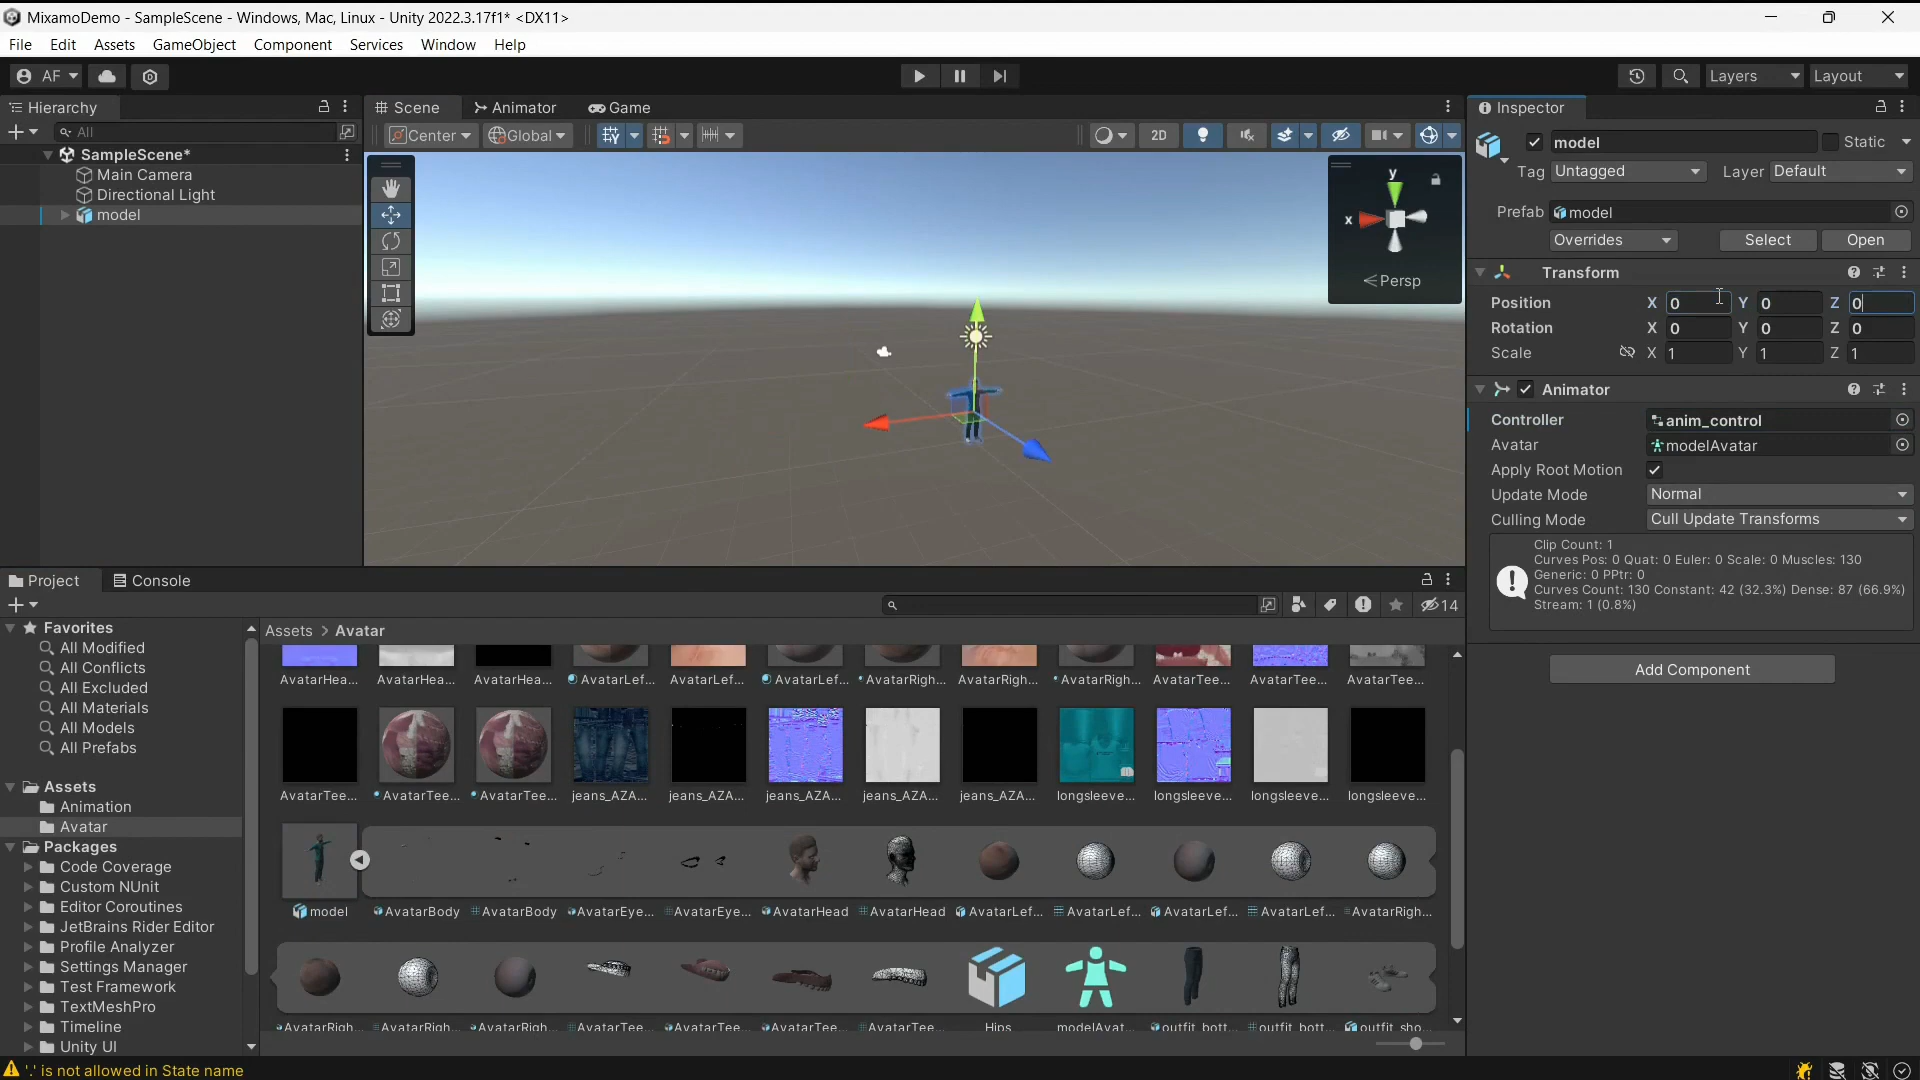 MixamoDemo - SampleScene - Windows, Mac, Linux - Unity 2022.3.17f1* <DX11>
File Edit Assets GameObject Component Services Window Help
AF
Layers Layout
Hierarchy
All
SampleScene*
Main Camera
Directional Light
model
Scene Animator Game
Center Global 2D
y
x
Persp
Inspector
model Static
Tag Untagged Layer Default
Prefab model
Overrides Select Open
Transform
Position X 0 Y 0 Z 0
Rotation X 0 Y 0 Z 0
Scale X 1 Y 1 Z 1
Animator
Controller anim_control
Avatar modelAvatar
Apply Root Motion
Update Mode Normal
Culling Mode Cull Update Transforms
Clip Count: 1
Curves Pos: 0 Quat: 0 Euler: 0 Scale: 0 Muscles: 130
Generic: 0 PPtr: 0
Curves Count: 130 Constant: 42 (32.3%) Dense: 87 (66.9%)
Stream: 1 (0.8%)
Add Component
Project Console
14
Favorites
All Modified
All Conflicts
All Excluded
All Materials
All Models
All Prefabs
Assets
Animation
Avatar
Packages
Code Coverage
Custom NUnit
Editor Coroutines
JetBrains Rider Editor
Profile Analyzer
Settings Manager
Test Framework
TextMeshPro
Timeline
Unity UI
Assets > Avatar
AvatarHea... AvatarHea... AvatarHea... AvatarLef... AvatarLef... AvatarLef... AvatarRigh... AvatarRigh... AvatarRigh... AvatarTee... AvatarTee... AvatarTee...
AvatarTee... AvatarTee... AvatarTee... jeans_AZA... jeans_AZA... jeans_AZA... jeans_AZA... jeans_AZA... longsleeve... longsleeve... longsleeve... longsleeve...
model AvatarBody AvatarBody AvatarEye... AvatarEye... AvatarHead AvatarHead AvatarLef... AvatarLef... AvatarLef... AvatarLef... AvatarRigh...
AvatarRigh... AvatarRigh... AvatarRigh... AvatarTee... AvatarTee... AvatarTee... AvatarTee... Hips modelAvat... outfit_bott... outfit_bott... outfit_sho...
'.' is not allowed in State name